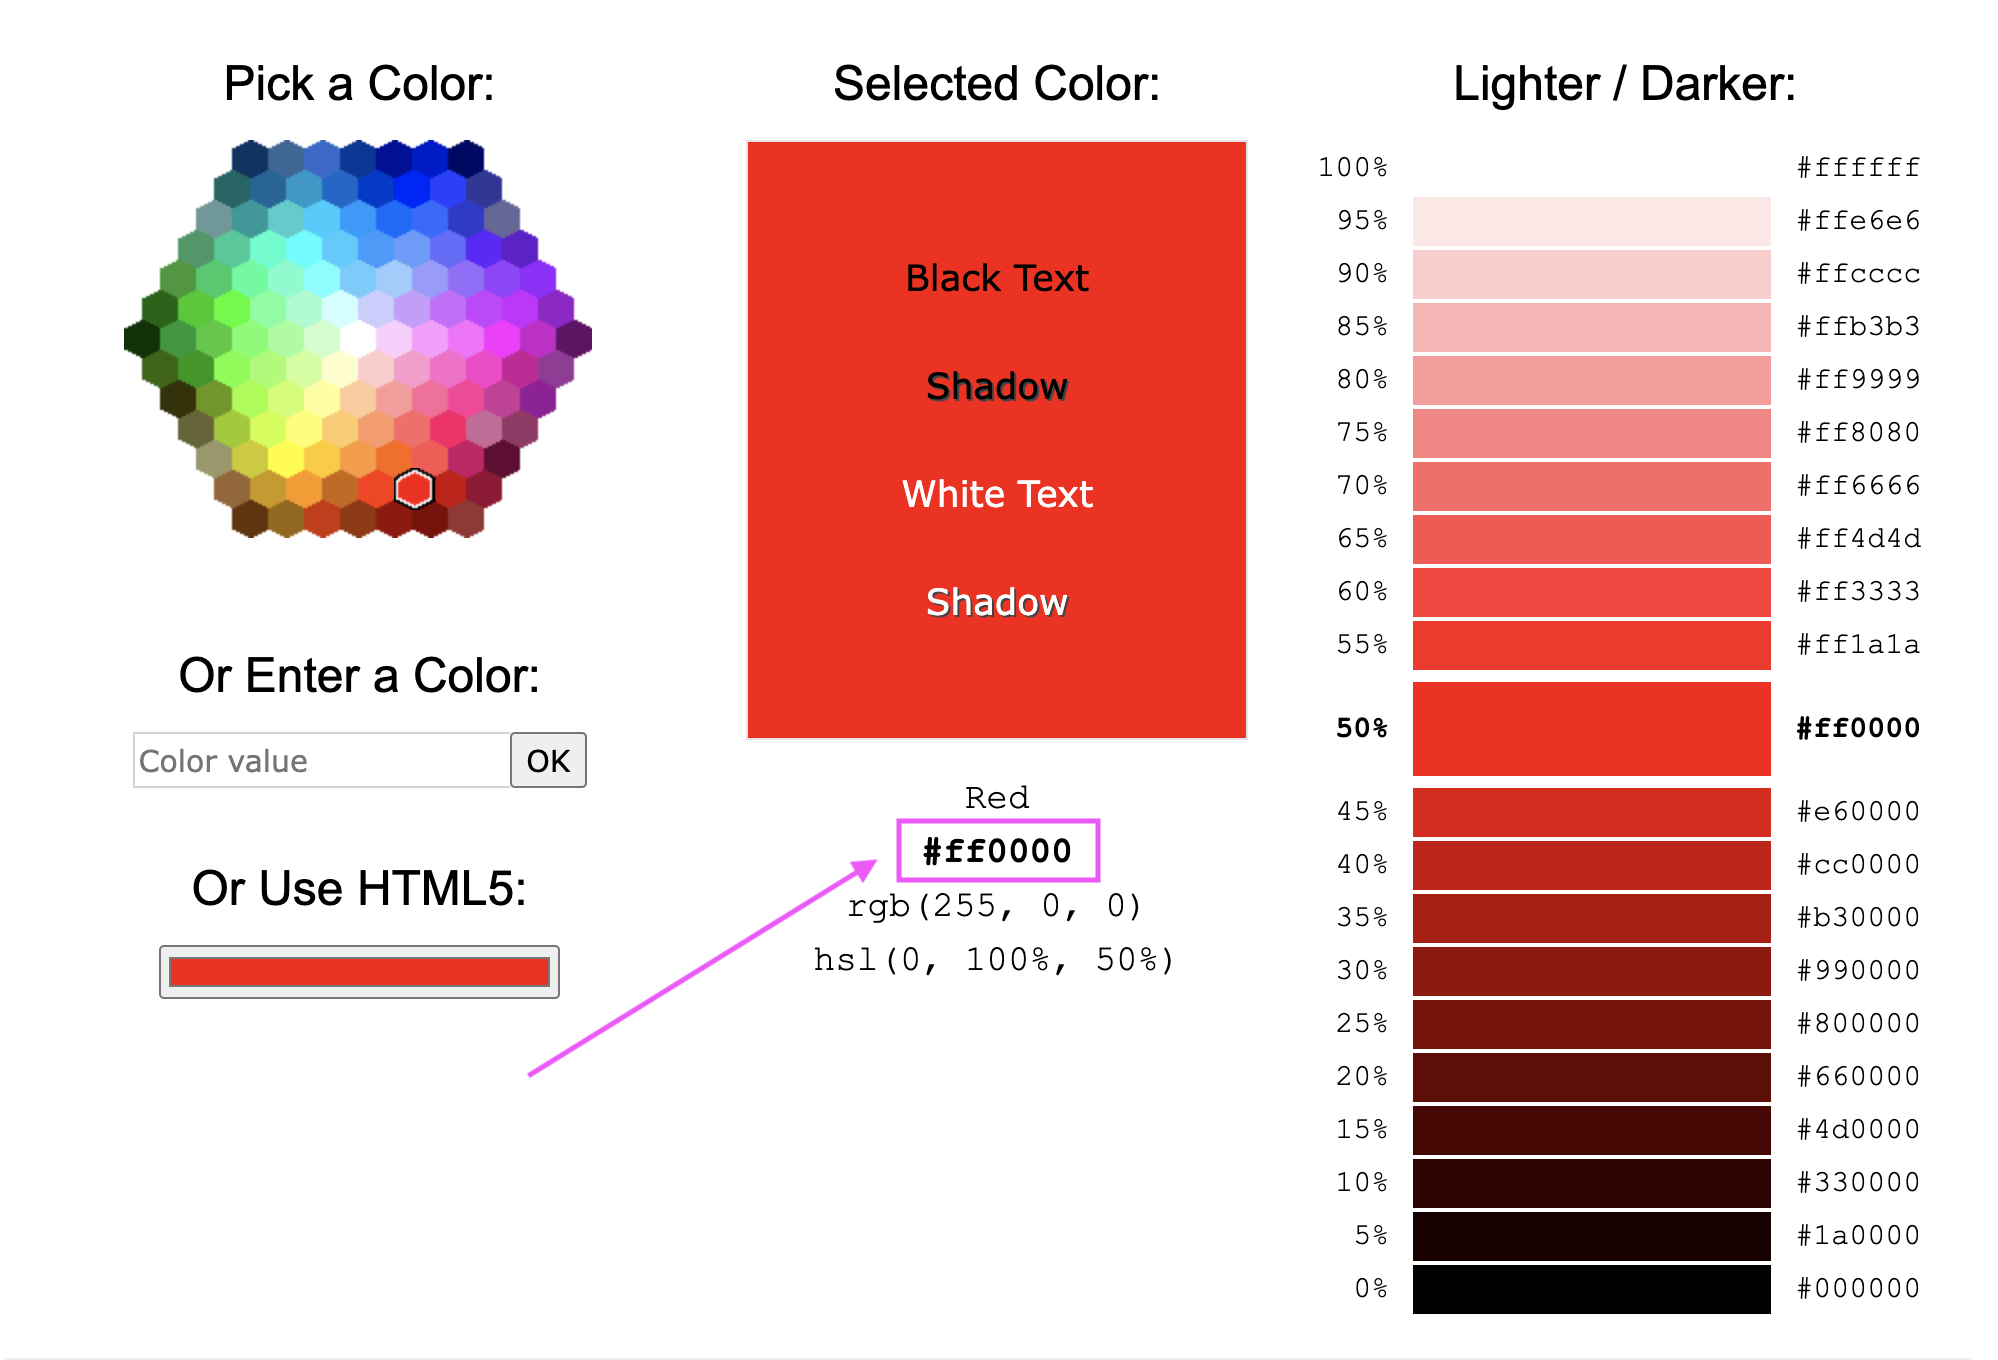 Pick a Color:
Or Enter a Color:
Color value
OK
Or Use HTML5:
Selected Color:
Black Text
Shadow
White Text
Shadow
Red
#ff0000
rgb(255, 0, 0)
hsl(0, 100%, 50%)
Lighter / Darker:
100% #ffffff
95% #ffe6e6
90% #ffcccc
85% #ffb3b3
80% #ff9999
75% #ff8080
70% #ff6666
65% #ff4d4d
60% #ff3333
55% #ff1a1a
50% #ff0000
45% #e60000
40% #cc0000
35% #b30000
30% #990000
25% #800000
20% #660000
15% #4d0000
10% #330000
5% #1a0000
0% #000000